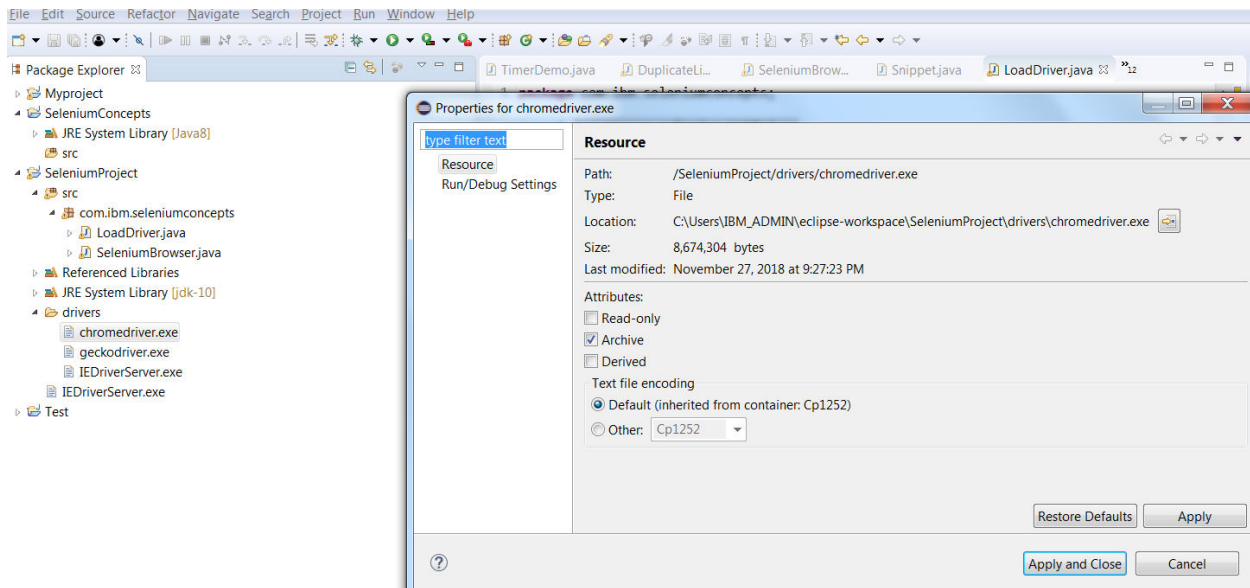 File Edit Source Refactor Navigate Search Project Run Window Help
Package Explorer
TimerDemo.java DuplicateLi... SeleniumBrow... Snippet.java LoadDriver.java »12
Myproject
SeleniumConcepts
JRE System Library [Java8]
src
SeleniumProject
src
com.ibm.seleniumconcepts
LoadDriver.java
SeleniumBrowser.java
Referenced Libraries
JRE System Library [jdk-10]
drivers
chromedriver.exe
geckodriver.exe
IEDriverServer.exe
IEDriverServer.exe
Test
Properties for chromedriver.exe
type filter text
Resource
Run/Debug Settings
Resource
Path: /SeleniumProject/drivers/chromedriver.exe
Type: File
Location: C:\Users\IBM_ADMIN\eclipse-workspace\SeleniumProject\drivers\chromedriver.exe
Size: 8,674,304 bytes
Last modified: November 27, 2018 at 9:27:23 PM
Attributes:
Read-only
Archive
Derived
Text file encoding
Default (inherited from container: Cp1252)
Other: Cp1252
Restore Defaults Apply
Apply and Close Cancel